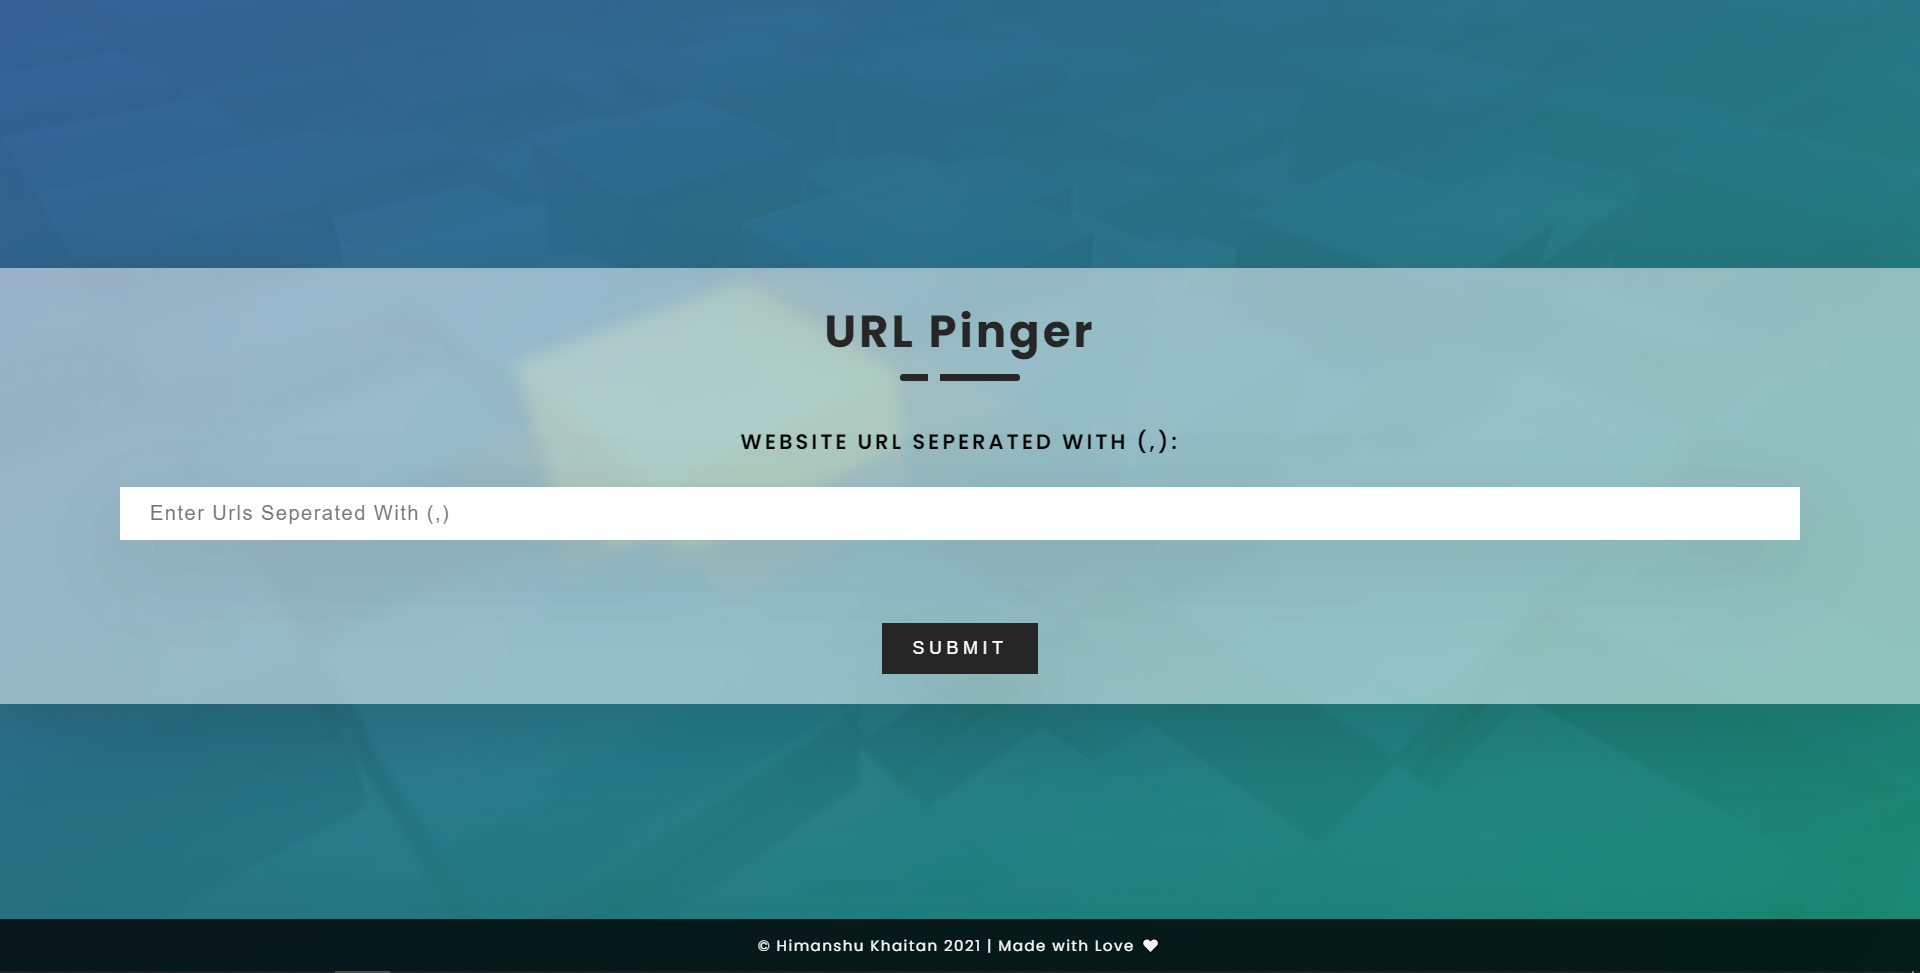 URL Pinger
WEBSITE URL SEPERATED WITH (,):
Enter Urls Seperated With (,)
SUBMIT
© Himanshu Khaitan 2021 | Made with Love ♥